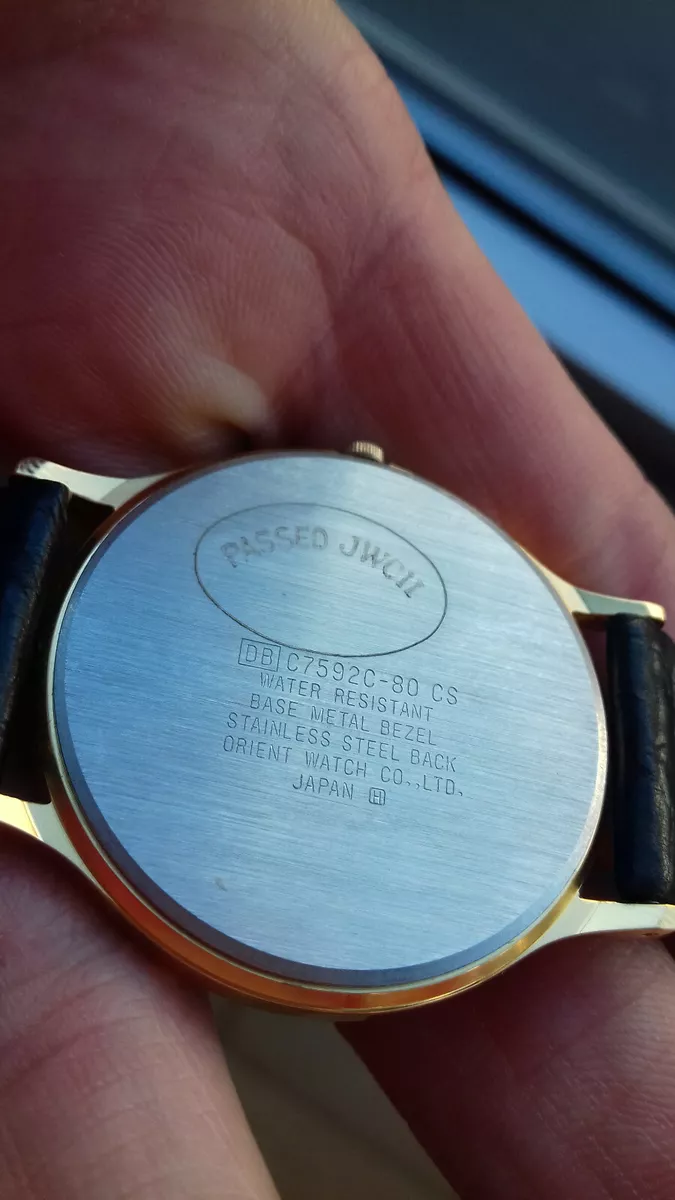 PASSED JWCII
DB C7592C-80 CS
WATER RESISTANT
BASE METAL BEZEL
STAINLESS STEEL BACK
ORIENT WATCH CO.,LTD.
JAPAN H